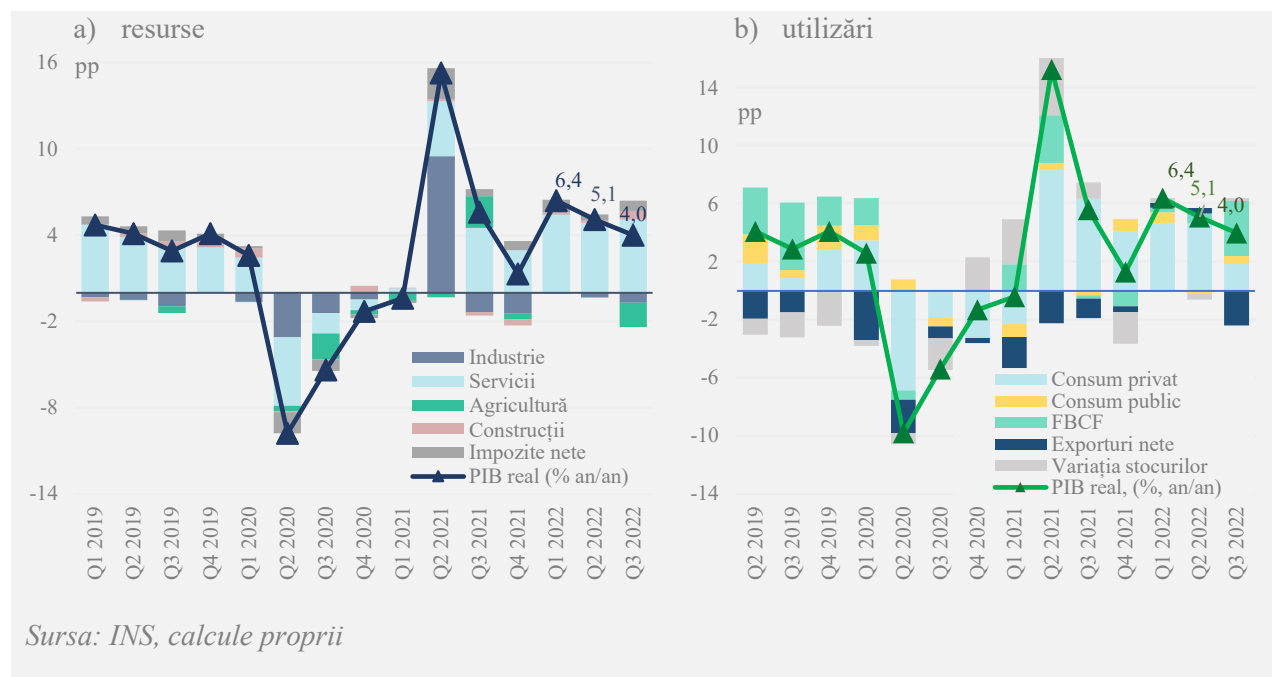 a) resurse
pp
16
10
4
-2
-8
-14
6,4
5,1
4,0
Industrie
Servicii
Agricultură
Construcții
Impozite nete
PIB real (% an/an)
Q1 2019
Q2 2019
Q3 2019
Q4 2019
Q1 2020
Q2 2020
Q3 2020
Q4 2020
Q1 2021
Q2 2021
Q3 2021
Q4 2021
Q1 2022
Q2 2022
Q3 2022
b) utilizări
pp
14
10
6
2
-2
-6
-10
-14
6,4
5,1
4,0
Consum privat
Consum public
FBCF
Exporturi nete
Variația stocurilor
PIB real, (%, an/an)
Q2 2019
Q3 2019
Q4 2019
Q1 2020
Q2 2020
Q3 2020
Q4 2020
Q1 2021
Q2 2021
Q3 2021
Q4 2021
Q1 2022
Q2 2022
Q3 2022
Sursa: INS, calcule proprii